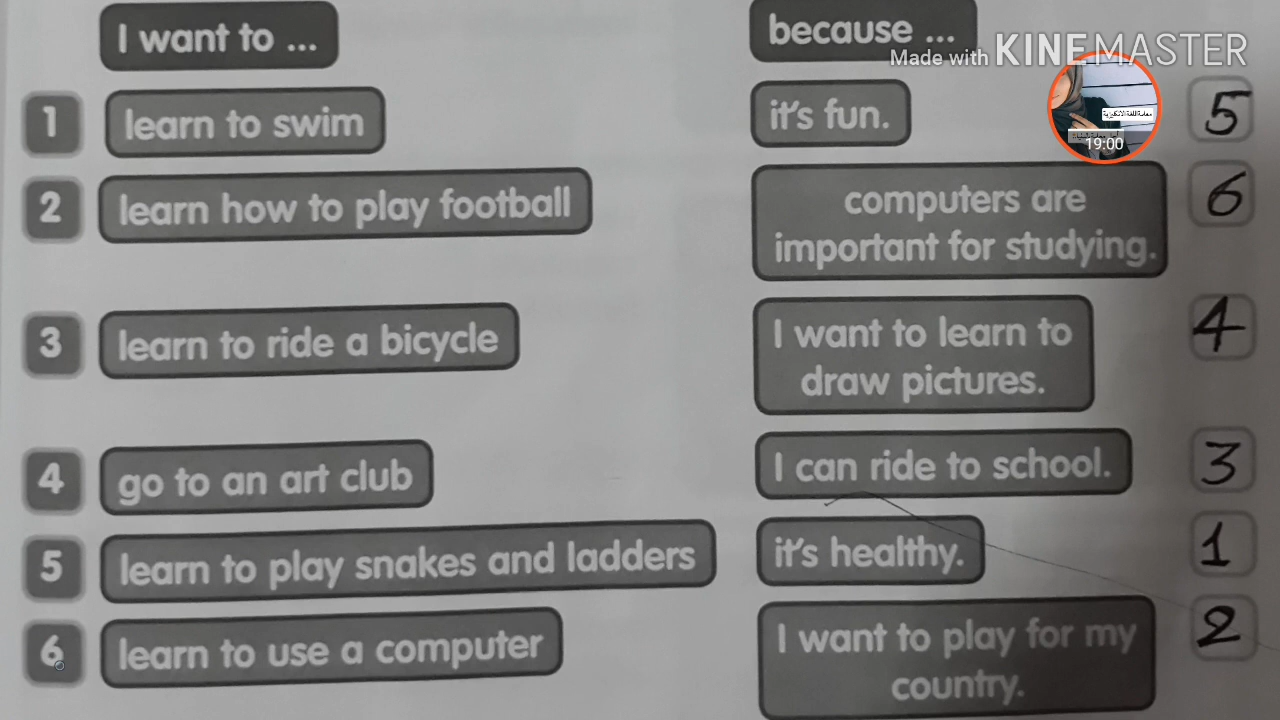 I want to ...
because ...
Made with KINEMASTER
1
learn to swim
it's fun.
5
19:00
2
learn how to play football
computers are
important for studying.
6
3
learn to ride a bicycle
I want to learn to
draw pictures.
4
4
go to an art club
I can ride to school.
3
5
learn to play snakes and ladders
it's healthy.
1
6
learn to use a computer
I want to play for my
country.
2